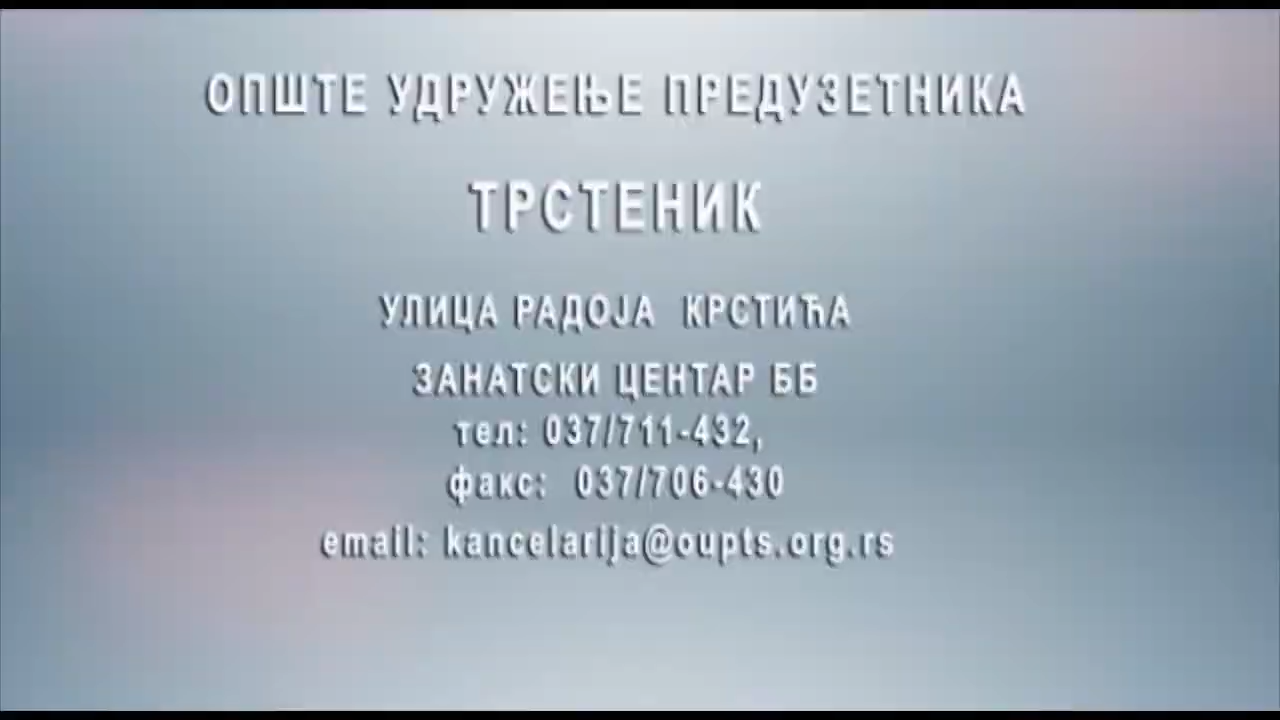 ОПШТЕ УДРУЖЕЊЕ ПРЕДУЗЕТНИКА
ТРСТЕНИК
УЛИЦА РАДОЈА КРСТИЋА
ЗАНАТСКИ ЦЕНТАР ББ
тел: 037/711-432,
факс: 037/706-430
email: kancelarija@oupts.org.rs